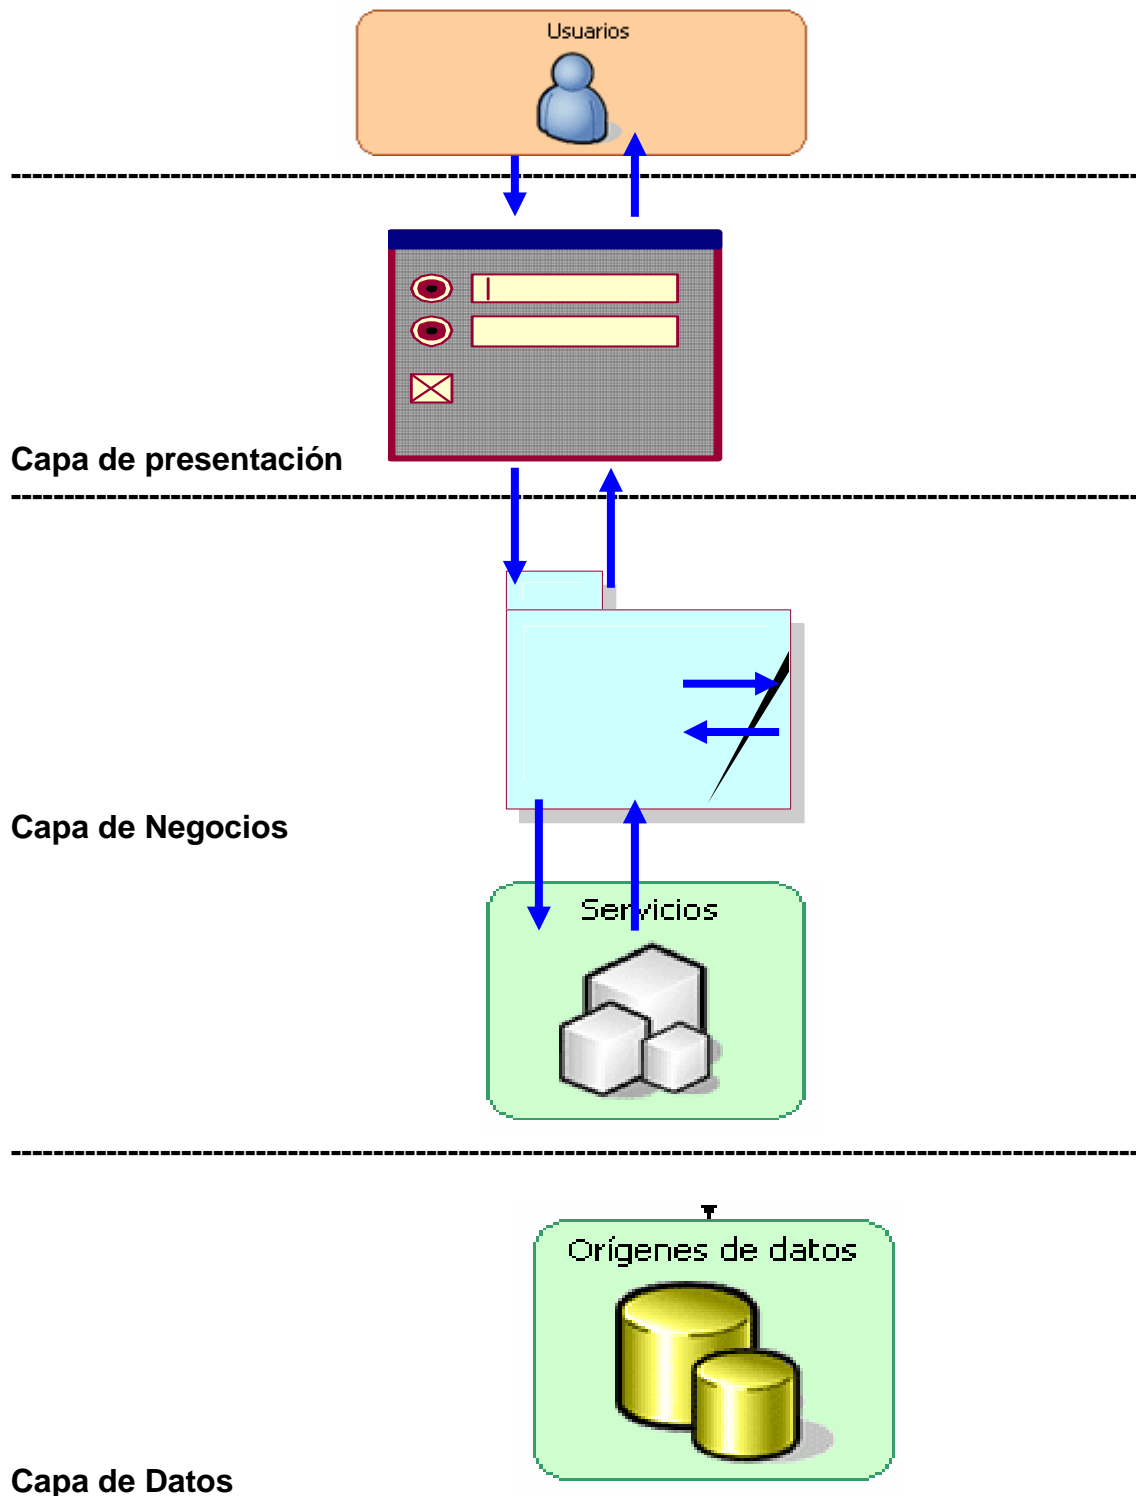 Usuarios
Capa de presentación
Capa de Negocios
Servicios
Orígenes de datos
Capa de Datos